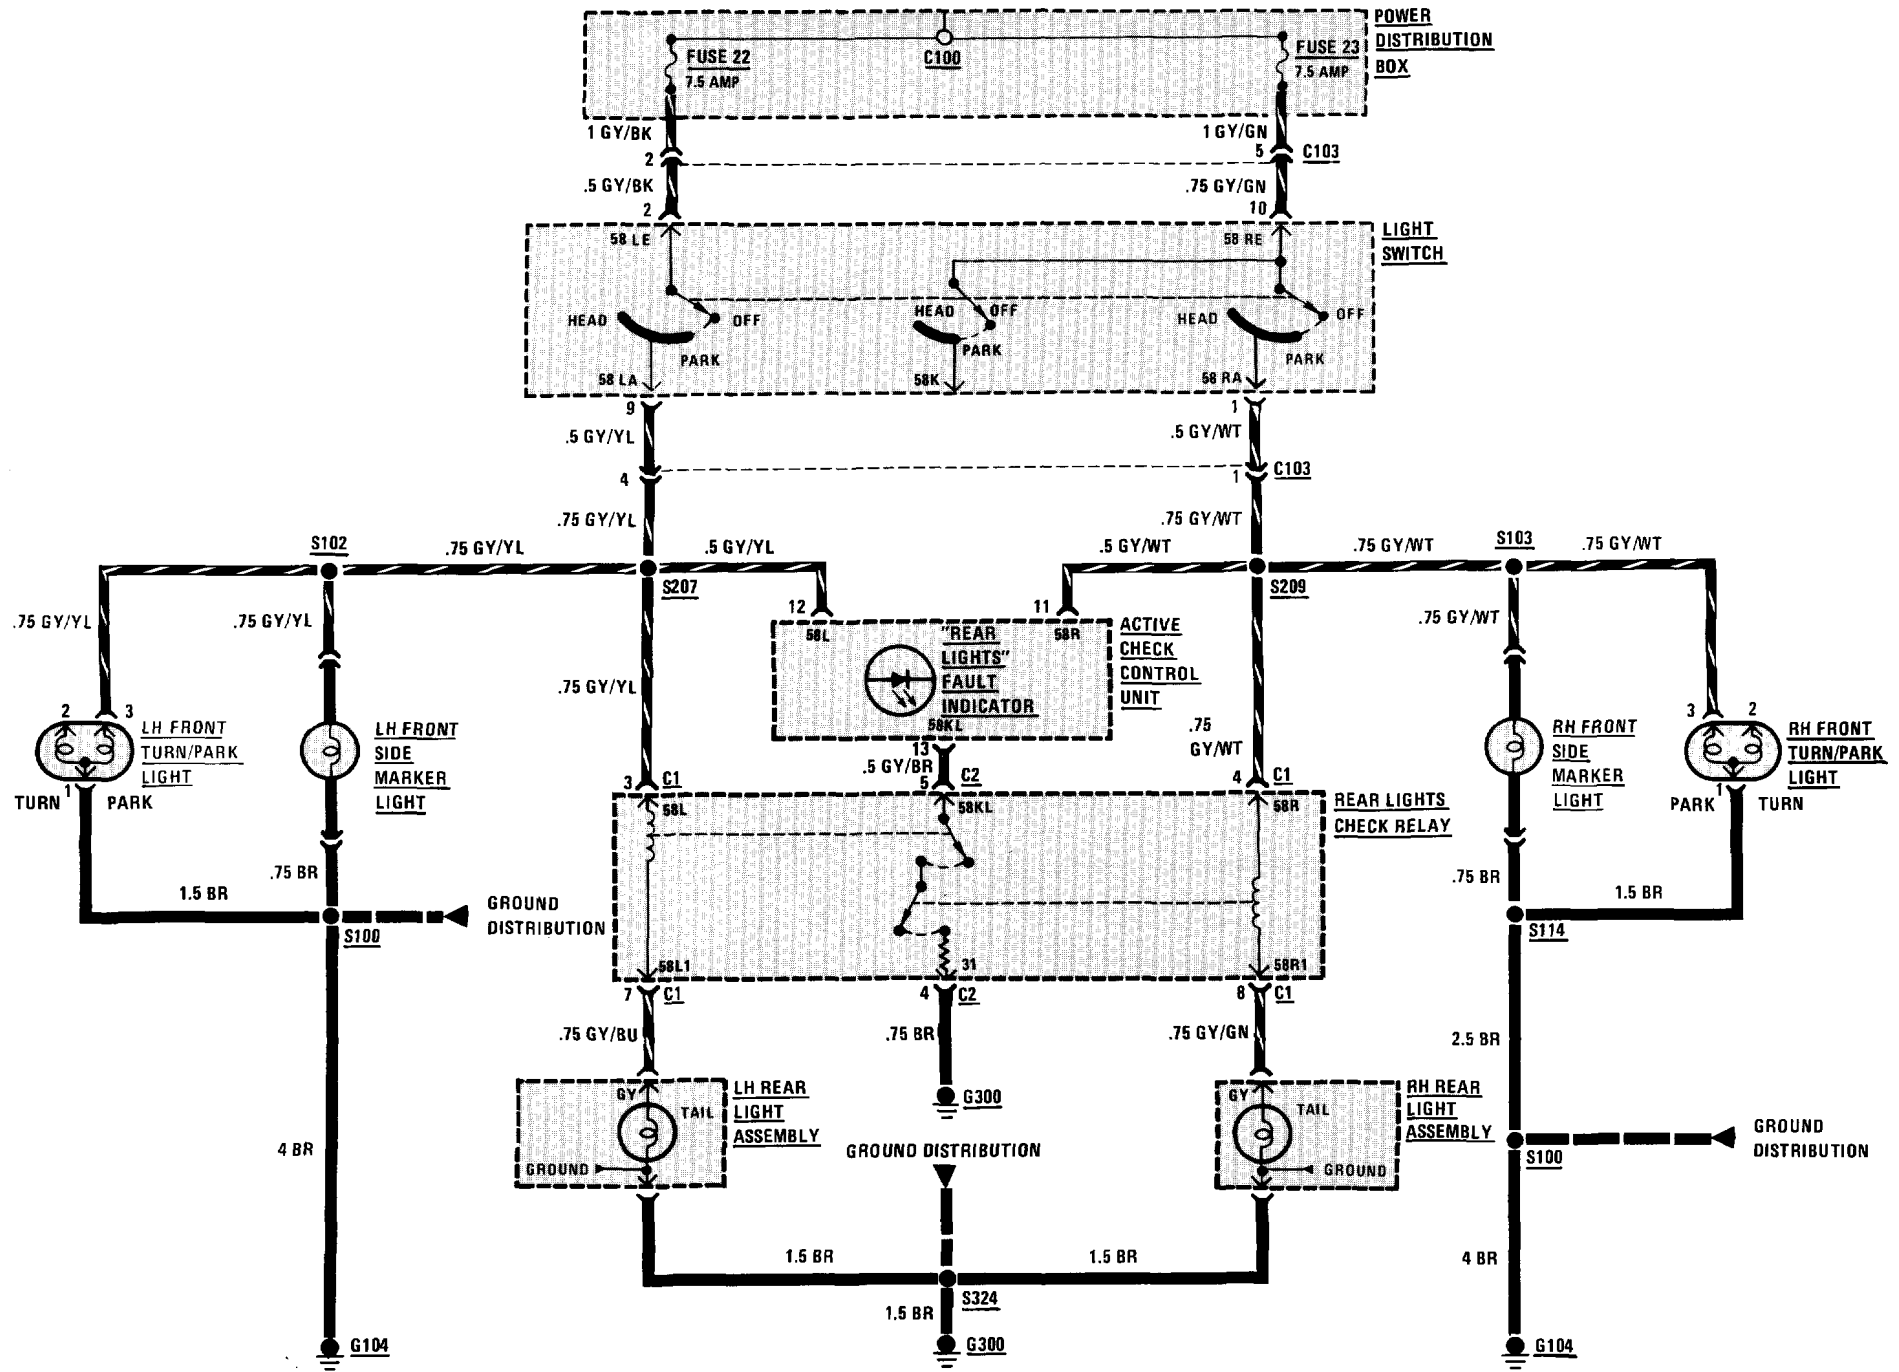 POWER
DISTRIBUTION
BOX
FUSE 22
7.5 AMP
C100
FUSE 23
7.5 AMP
1 GY/BK
1 GY/GN
2
5
C103
.5 GY/BK
.75 GY/GN
2
10
LIGHT
SWITCH
58 LE
58 RE
HEAD
OFF
PARK
HEAD
OFF
PARK
HEAD
OFF
PARK
58 LA
58K
58 RA
9
1
.5 GY/YL
.5 GY/WT
4
1
C103
.75 GY/YL
.75 GY/WT
S102
.75 GY/YL
.5 GY/YL
.5 GY/WT
.75 GY/WT
S103
.75 GY/WT
S207
S209
.75 GY/YL
.75 GY/YL
12
11
.75 GY/WT
58L
"REAR
LIGHTS"
FAULT
INDICATOR
58R
58KL
ACTIVE
CHECK
CONTROL
UNIT
.75 GY/YL
.75
GY/WT
2
3
LH FRONT
TURN/PARK
LIGHT
TURN
1
PARK
LH FRONT
SIDE
MARKER
LIGHT
RH FRONT
SIDE
MARKER
LIGHT
3
2
RH FRONT
TURN/PARK
LIGHT
PARK
1
TURN
13
.5 GY/BR
3
C1
5
C2
4
C1
58L
58KL
58R
REAR LIGHTS
CHECK RELAY
.75 BR
1.5 BR
GROUND
DISTRIBUTION
S100
.75 BR
1.5 BR
S114
58L1
31
58R1
7
C1
4
C2
8
C1
.75 GY/BU
.75 BR
.75 GY/GN
2.5 BR
G300
GY
TAIL
GROUND
LH REAR
LIGHT
ASSEMBLY
GY
TAIL
GROUND
RH REAR
LIGHT
ASSEMBLY
GROUND DISTRIBUTION
4 BR
GROUND
DISTRIBUTION
S100
1.5 BR
1.5 BR
4 BR
S324
1.5 BR
G104
G300
G104